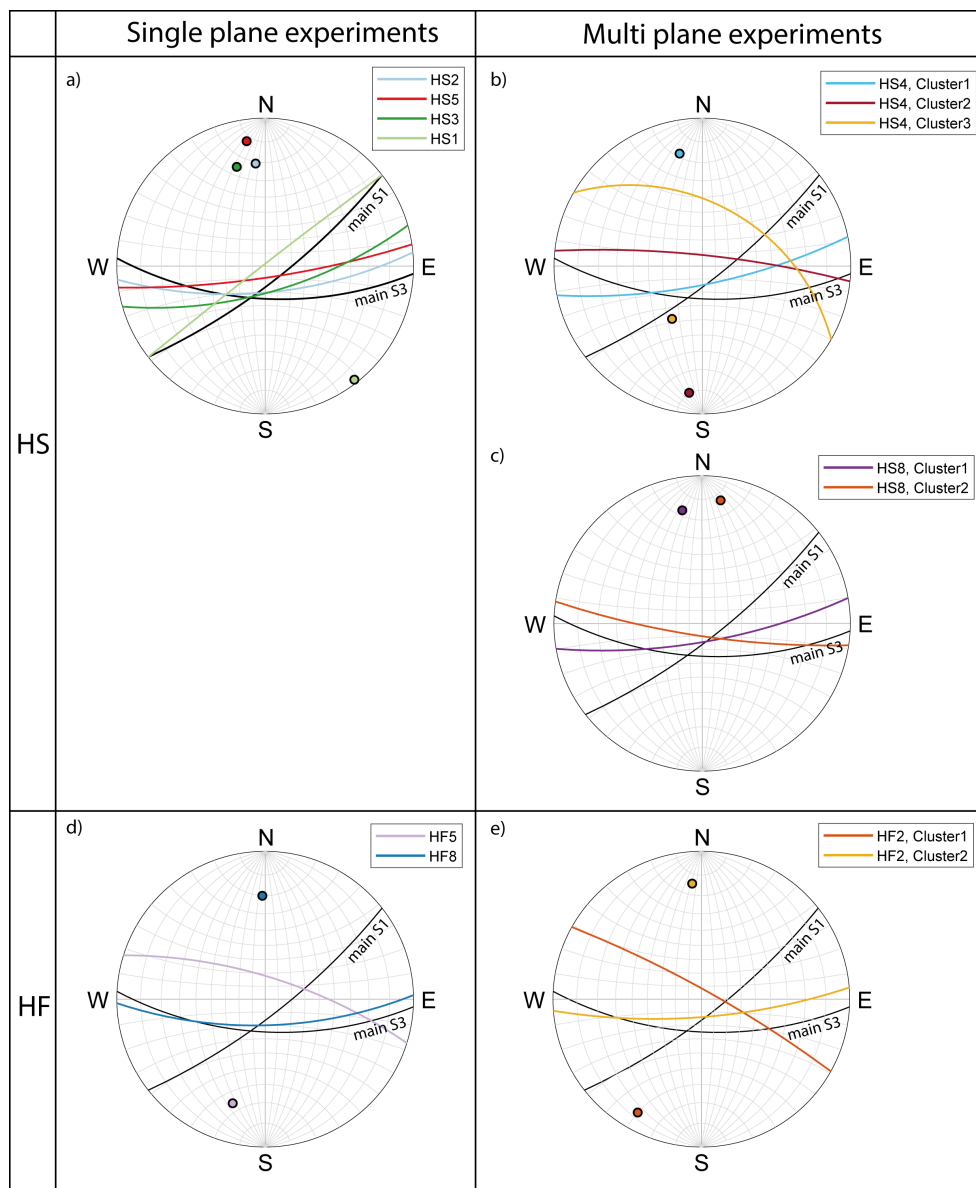 Single plane experiments
Multi plane experiments
HS
a)
HS2
HS5
HS3
HS1
N
W
E
S
main S1
main S3
b)
HS4, Cluster1
HS4, Cluster2
HS4, Cluster3
N
W
E
S
main S1
main S3
c)
HS8, Cluster1
HS8, Cluster2
N
W
E
S
main S1
main S3
HF
d)
HF5
HF8
N
W
E
S
main S1
main S3
e)
HF2, Cluster1
HF2, Cluster2
N
W
E
S
main S1
main S3